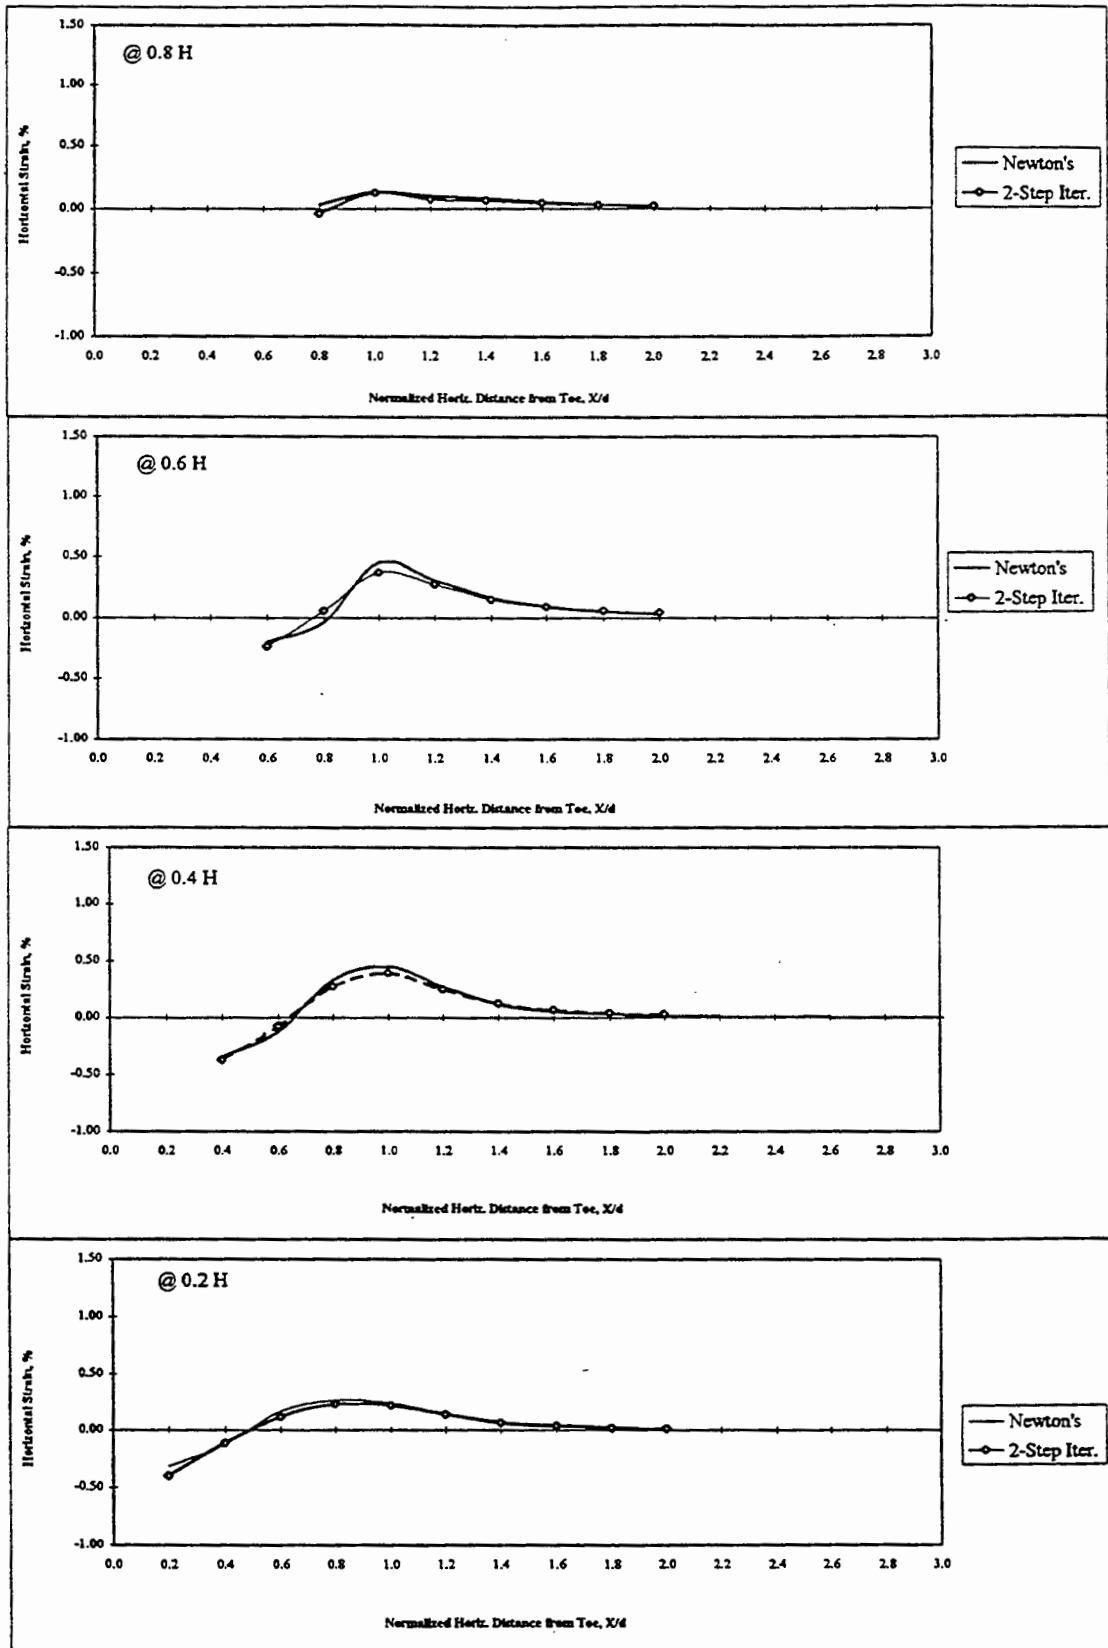 @ 0.8 H
1.50
1.00
0.50
0.00
-0.50
-1.00
Horizontal Strain, %
0.0 0.2 0.4 0.6 0.8 1.0 1.2 1.4 1.6 1.8 2.0 2.2 2.4 2.6 2.8 3.0
Normalized Horiz. Distance from Toe, X/d
Newton's
2-Step Iter.
@ 0.6 H
1.50
1.00
0.50
0.00
-0.50
-1.00
Horizontal Strain, %
0.0 0.2 0.4 0.6 0.8 1.0 1.2 1.4 1.6 1.8 2.0 2.2 2.4 2.6 2.8 3.0
Normalized Horiz. Distance from Toe, X/d
Newton's
2-Step Iter.
@ 0.4 H
1.50
1.00
0.50
0.00
-0.50
-1.00
Horizontal Strain, %
0.0 0.2 0.4 0.6 0.8 1.0 1.2 1.4 1.6 1.8 2.0 2.2 2.4 2.6 2.8 3.0
Normalized Horiz. Distance from Toe, X/d
@ 0.2 H
1.50
1.00
0.50
0.00
-0.50
-1.00
Horizontal Strain, %
0.0 0.2 0.4 0.6 0.8 1.0 1.2 1.4 1.6 1.8 2.0 2.2 2.4 2.6 2.8 3.0
Normalized Horiz. Distance from Toe, X/d
Newton's
2-Step Iter.